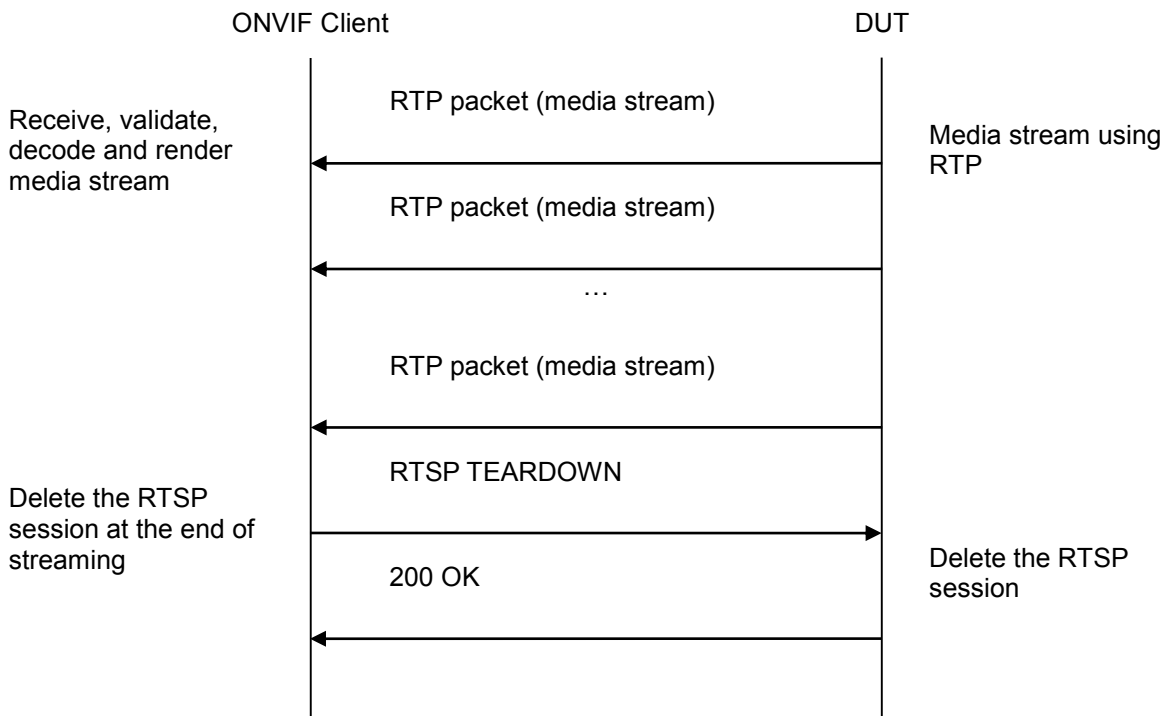 ONVIF Client
DUT
RTP packet (media stream)
Receive, validate,
decode and render
media stream
Media stream using
RTP
RTP packet (media stream)
…
RTP packet (media stream)
RTSP TEARDOWN
Delete the RTSP
session at the end of
streaming
200 OK
Delete the RTSP
session